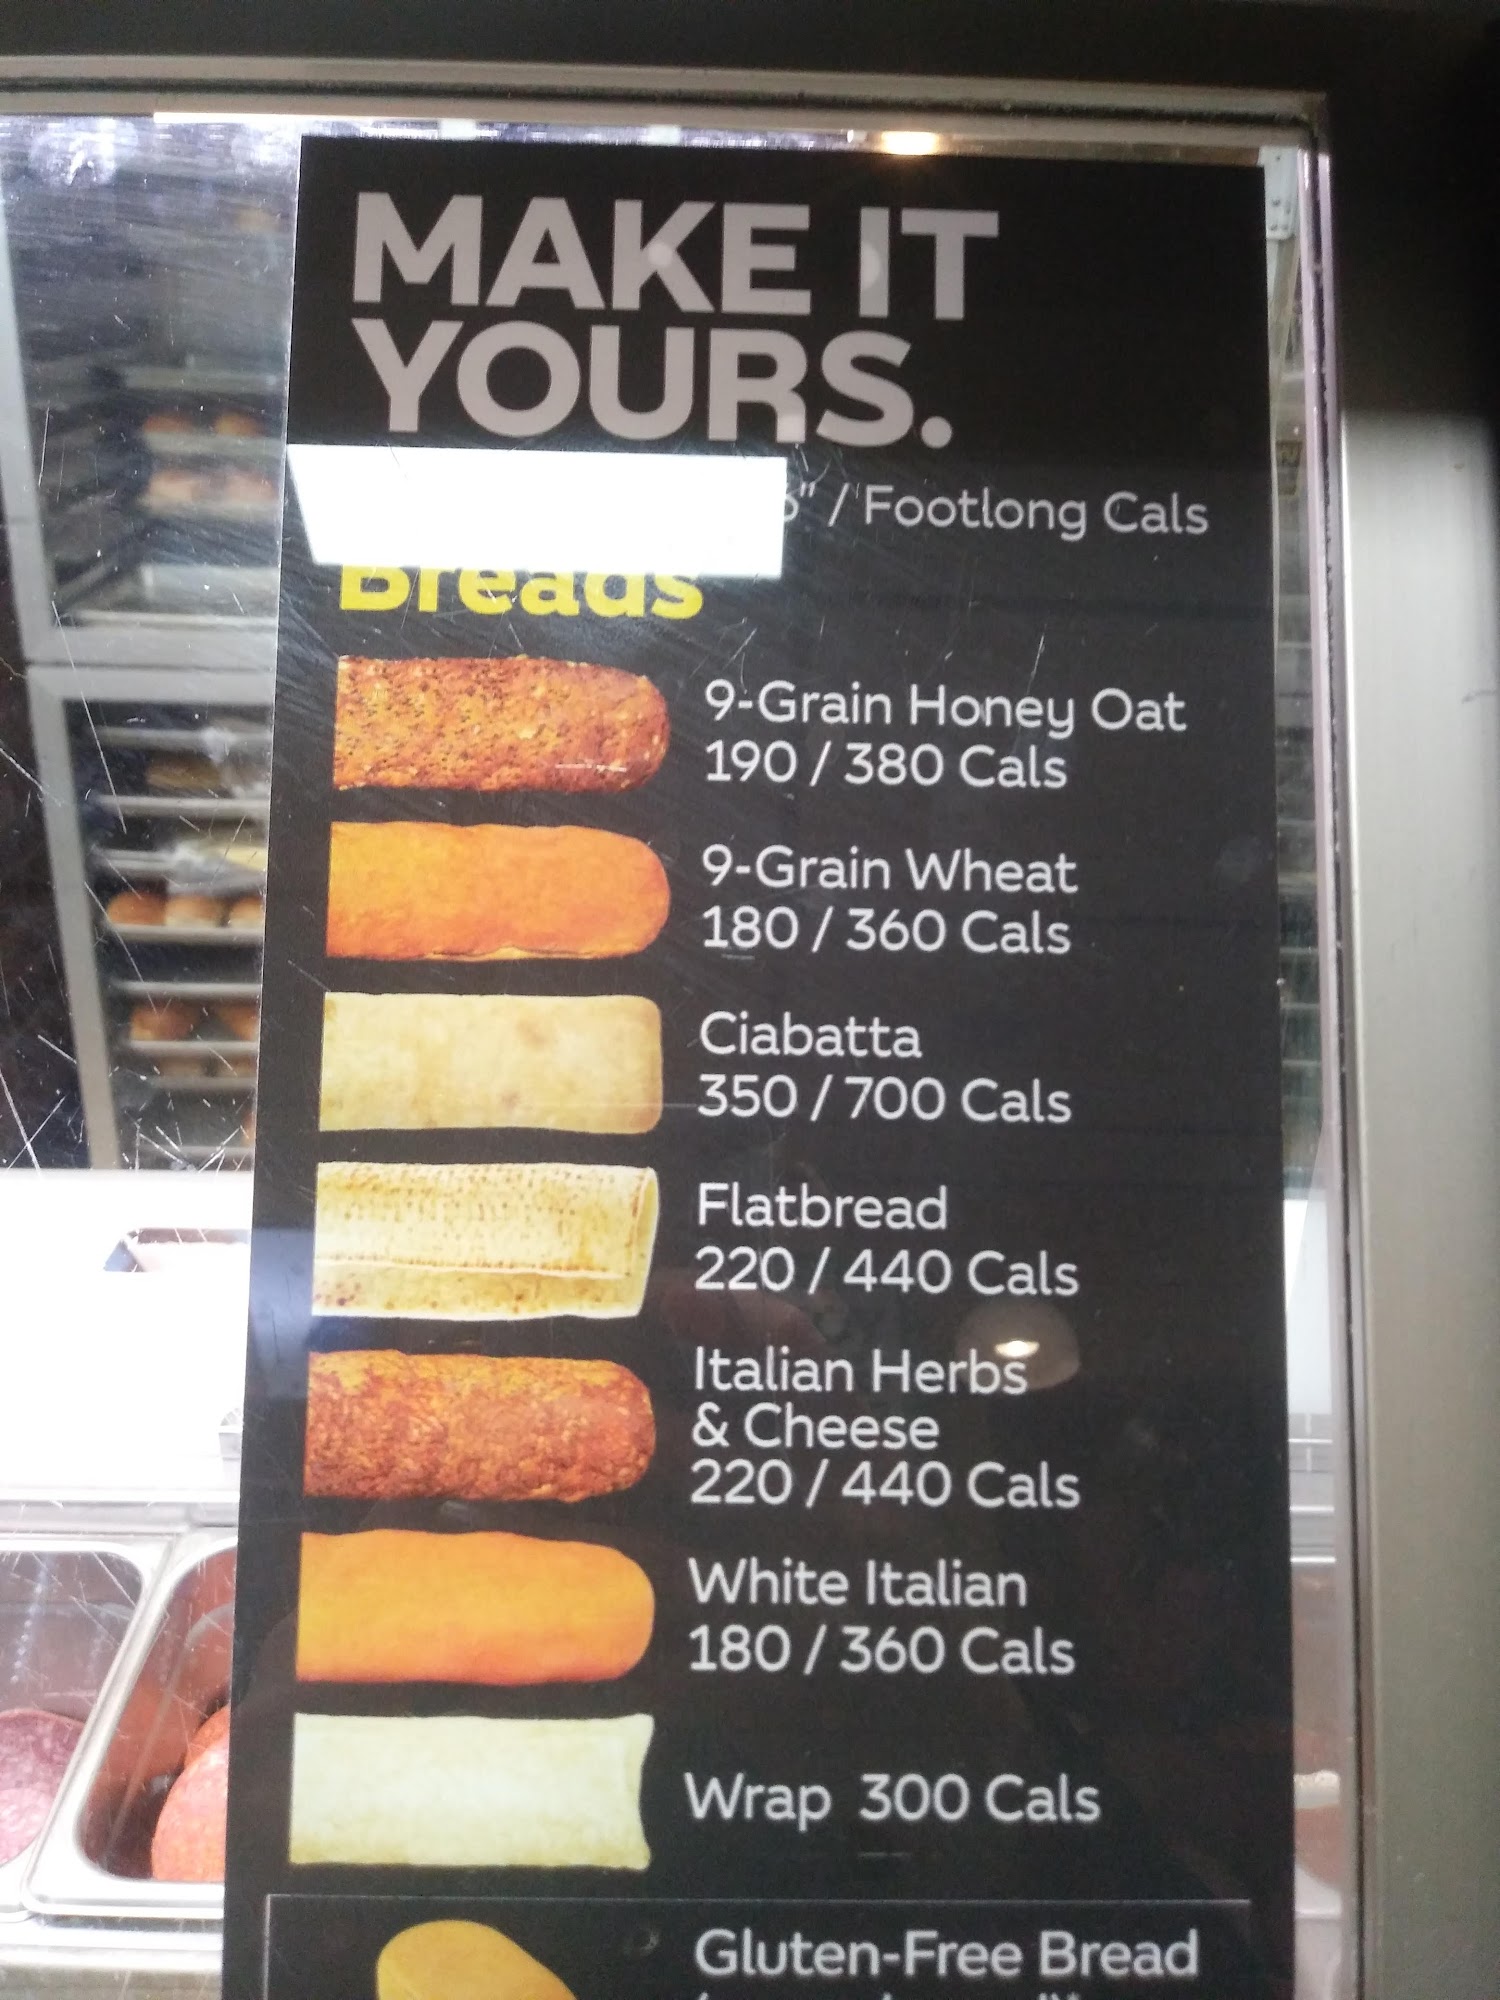 MAKE IT
YOURS.
6" / Footlong Cals
Breads
9-Grain Honey Oat
190 / 380 Cals
9-Grain Wheat
180 / 360 Cals
Ciabatta
350 / 700 Cals
Flatbread
220 / 440 Cals
Italian Herbs
& Cheese
220 / 440 Cals
White Italian
180 / 360 Cals
Wrap 300 Cals
Gluten-Free Bread